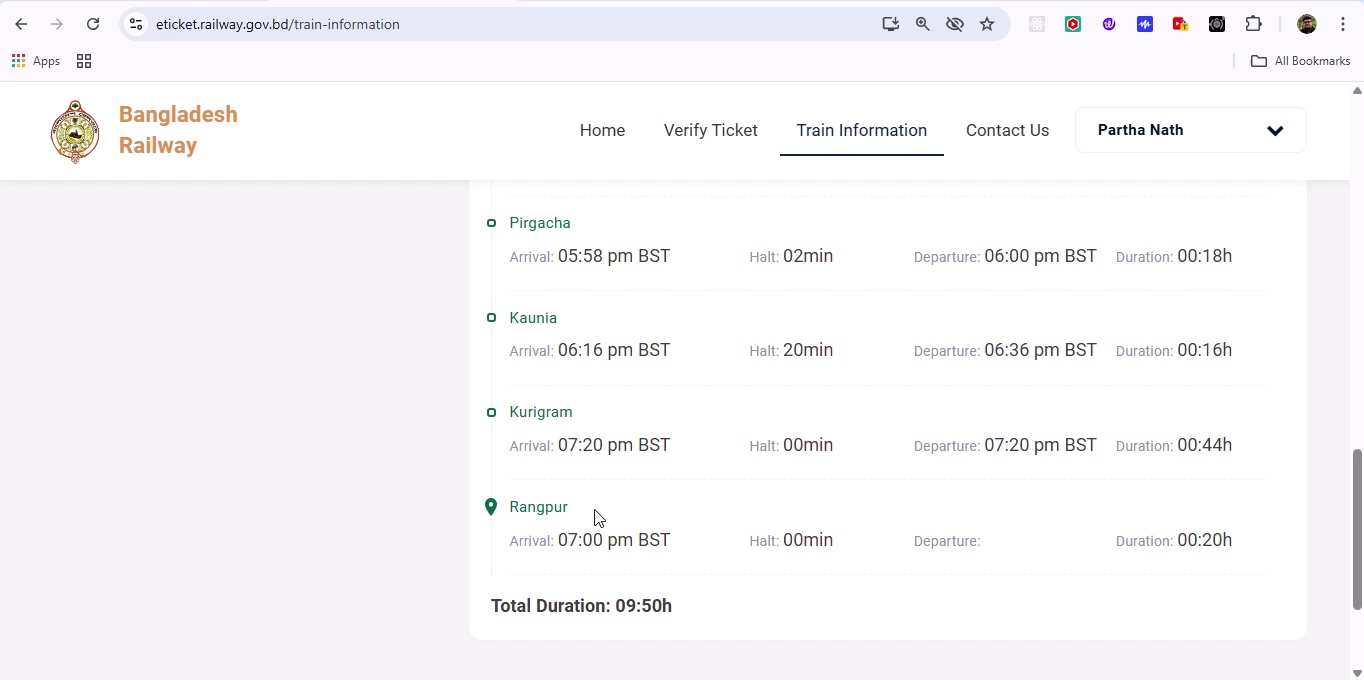 eticket.railway.gov.bd/train-information
Apps
All Bookmarks
Bangladesh
Railway
Home
Verify Ticket
Train Information
Contact Us
Partha Nath
Pirgacha
Arrival: 05:58 pm BST Halt: 02min Departure: 06:00 pm BST Duration: 00:18h
Kaunia
Arrival: 06:16 pm BST Halt: 20min Departure: 06:36 pm BST Duration: 00:16h
Kurigram
Arrival: 07:20 pm BST Halt: 00min Departure: 07:20 pm BST Duration: 00:44h
Rangpur
Arrival: 07:00 pm BST Halt: 00min Departure: Duration: 00:20h
Total Duration: 09:50h